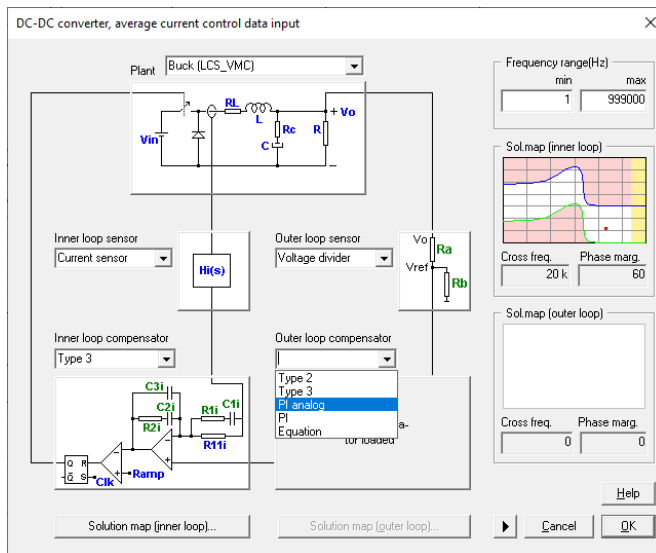 DC-DC converter, average current control data input
Plant
Buck (LCS_VMC)
RL
L
+
Vo
Vin
Rc
C
R
−
Inner loop sensor
Current sensor
Hi(s)
Outer loop sensor
Voltage divider
Vo
Ra
Vref
Rb
Inner loop compensator
Type 3
C3i
C2i
R2i
R1i
C1i
R11i
Q R
Q S
Clk
Ramp
Outer loop compensator
Type 2
Type 3
PI analog
PI
Equation
a-
tor loaded
Solution map (inner loop)...
Solution map (outer loop)...
Frequency range(Hz)
min
max
1
999000
Sol.map (inner loop)
Cross freq.
Phase marg.
20 k
60
Sol.map (outer loop)
Cross freq.
Phase marg.
0
0
Help
Cancel
OK